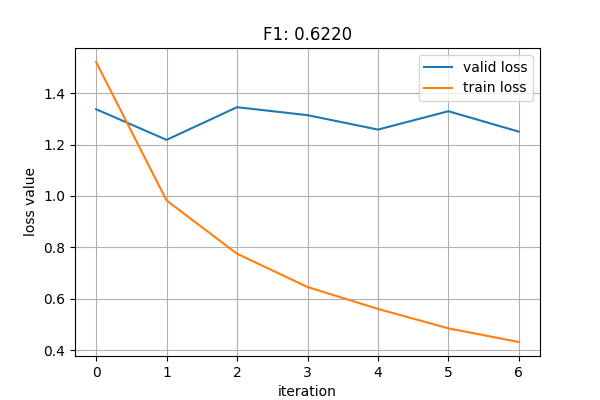 F1: 0.6220
valid loss
train loss
1.4
1.2
1.0
0.8
0.6
0.4
loss value
0 1 2 3 4 5 6
iteration